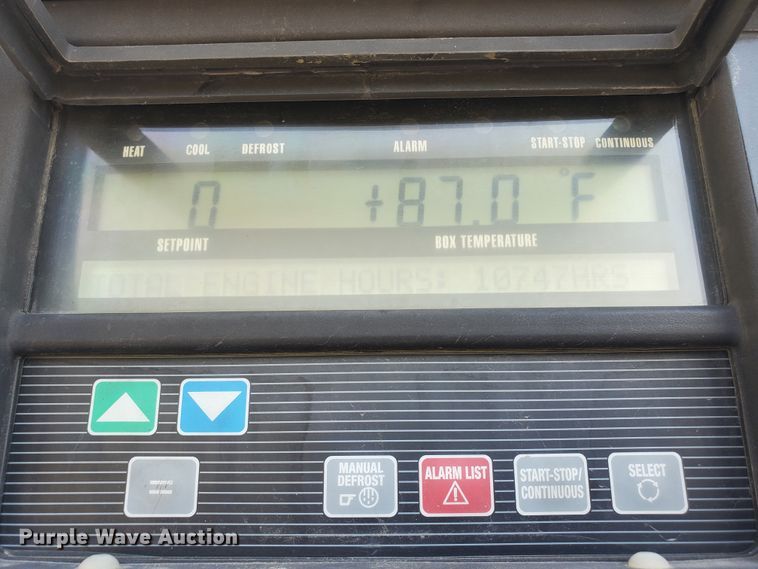 HEAT COOL DEFROST ALARM START-STOP CONTINUOUS
0 +87.0 °F
SETPOINT BOX TEMPERATURE
TOTAL ENGINE HOURS: 10747HRS
MANUAL DEFROST ALARM LIST START-STOP/ CONTINUOUS SELECT
Purple Wave Auction